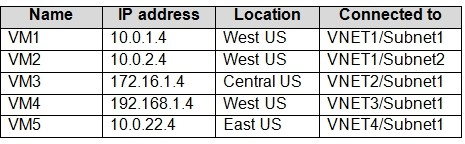 Name IP address Location Connected to
VM1 10.0.1.4 West US VNET1/Subnet1
VM2 10.0.2.4 West US VNET1/Subnet2
VM3 172.16.1.4 Central US VNET2/Subnet1
VM4 192.168.1.4 West US VNET3/Subnet1
VM5 10.0.22.4 East US VNET4/Subnet1